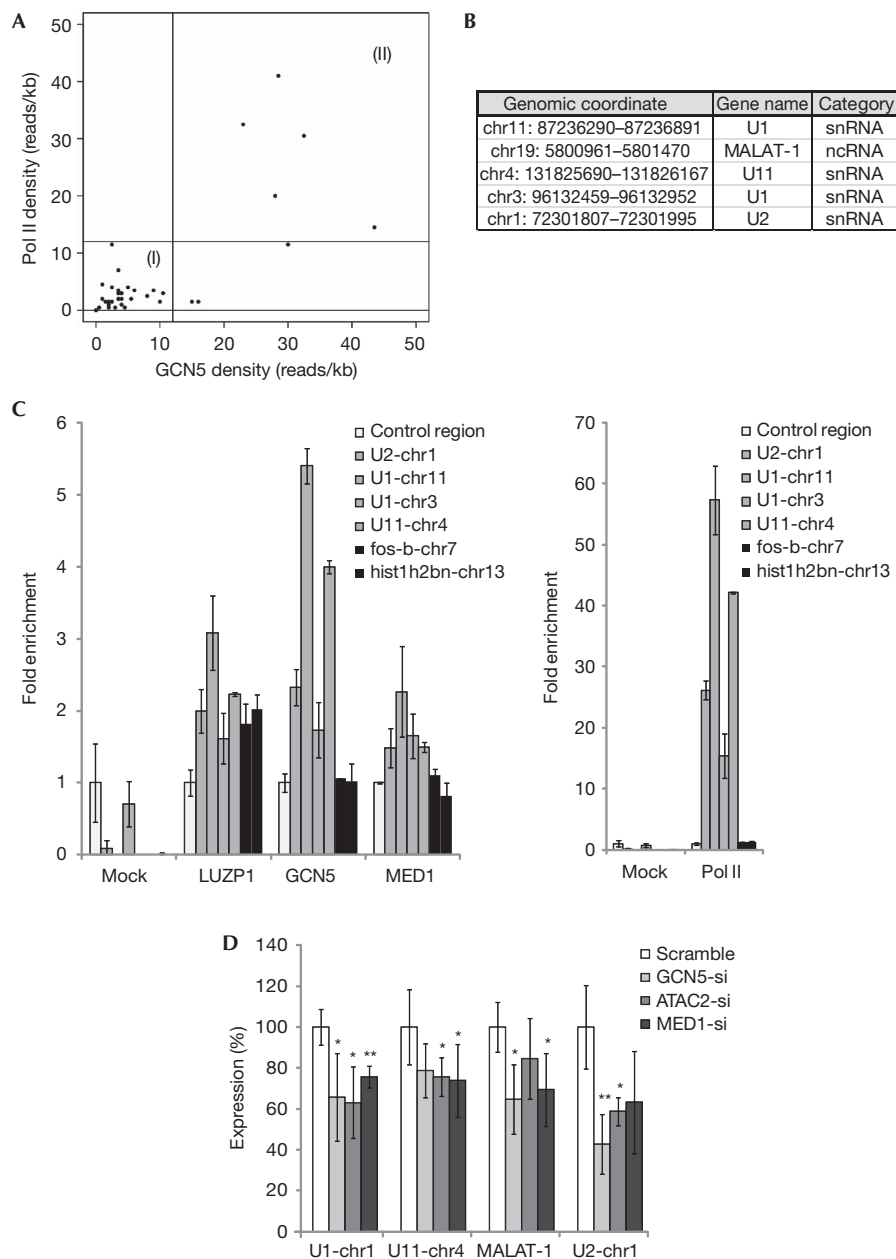 A
Pol II density (reads/kb)
50
40
30
20
10
0
(II)
(I)
0 10 20 30 40 50
GCN5 density (reads/kb)
B
Genomic coordinate Gene name Category
chr11: 87236290–87236891 U1 snRNA
chr19: 5800961–5801470 MALAT-1 ncRNA
chr4: 131825690–131826167 U11 snRNA
chr3: 96132459–96132952 U1 snRNA
chr1: 72301807–72301995 U2 snRNA
C
Fold enrichment
6
5
4
3
2
1
0
Control region
U2-chr1
U1-chr11
U1-chr3
U11-chr4
fos-b-chr7
hist1h2bn-chr13
Mock LUZP1 GCN5 MED1
Fold enrichment
70
60
50
40
30
20
10
0
Control region
U2-chr1
U1-chr11
U1-chr3
U11-chr4
fos-b-chr7
hist1h2bn-chr13
Mock Pol II
D
Expression (%)
140
120
100
80
60
40
20
0
Scramble
GCN5-si
ATAC2-si
MED1-si
* * **
* *
* *
** *
U1-chr1 U11-chr4 MALAT-1 U2-chr1